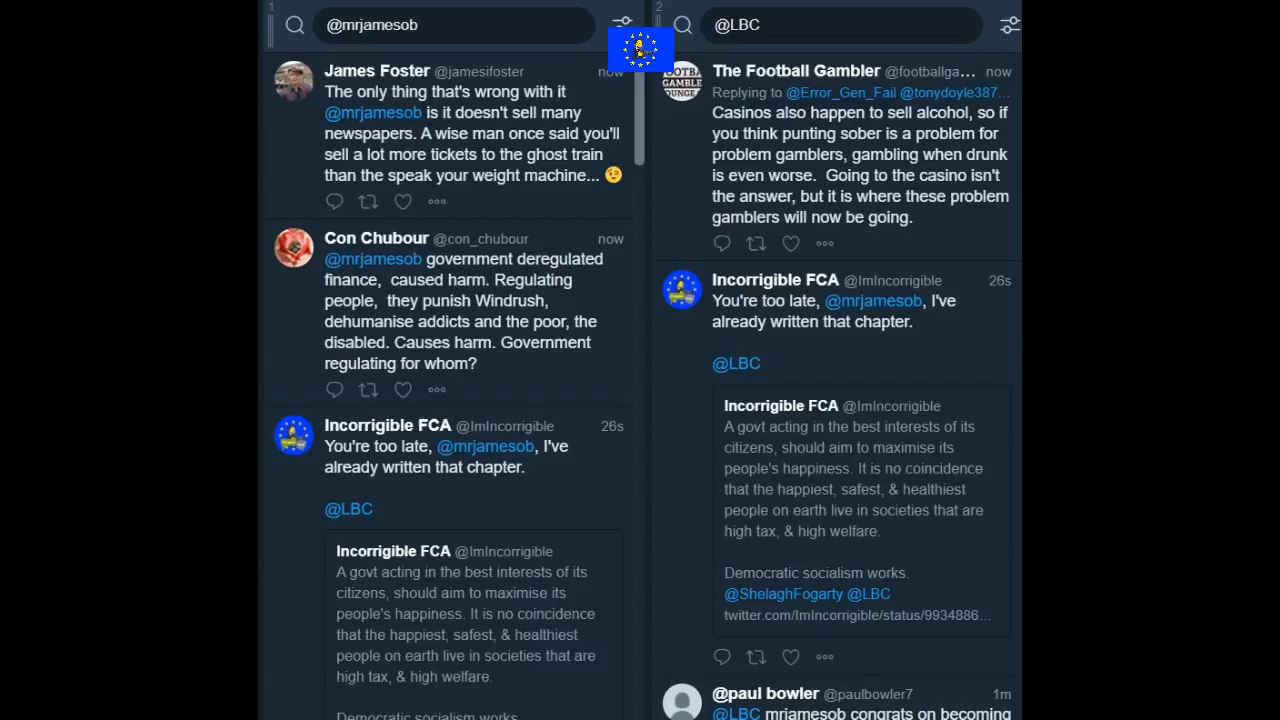 1
@mrjamesob
James Foster @jamesifoster now
The only thing that's wrong with it
@mrjamesob is it doesn't sell many
newspapers. A wise man once said you'll
sell a lot more tickets to the ghost train
than the speak your weight machine... 😉
Con Chubour @con_chubour now
@mrjamesob government deregulated
finance, caused harm. Regulating
people, they punish Windrush,
dehumanise addicts and the poor, the
disabled. Causes harm. Government
regulating for whom?
Incorrigible FCA @ImIncorrigible 26s
You're too late, @mrjamesob, I've
already written that chapter.
@LBC
Incorrigible FCA @ImIncorrigible
A govt acting in the best interests of its
citizens, should aim to maximise its
people's happiness. It is no coincidence
that the happiest, safest, & healthiest
people on earth live in societies that are
high tax, & high welfare.
Democratic socialism works.
2
@LBC
The Football Gambler @footballga... now
Replying to @Error_Gen_Fail @tonydoyle387...
Casinos also happen to sell alcohol, so if
you think punting sober is a problem for
problem gamblers, gambling when drunk
is even worse. Going to the casino isn't
the answer, but it is where these problem
gamblers will now be going.
Incorrigible FCA @ImIncorrigible 26s
You're too late, @mrjamesob, I've
already written that chapter.
@LBC
Incorrigible FCA @ImIncorrigible
A govt acting in the best interests of its
citizens, should aim to maximise its
people's happiness. It is no coincidence
that the happiest, safest, & healthiest
people on earth live in societies that are
high tax, & high welfare.
Democratic socialism works.
@ShelaghFogarty @LBC
twitter.com/ImIncorrigible/status/9934886...
@paul bowler @paulbowler7 1m
@LBC mrjamesob congrats on becoming